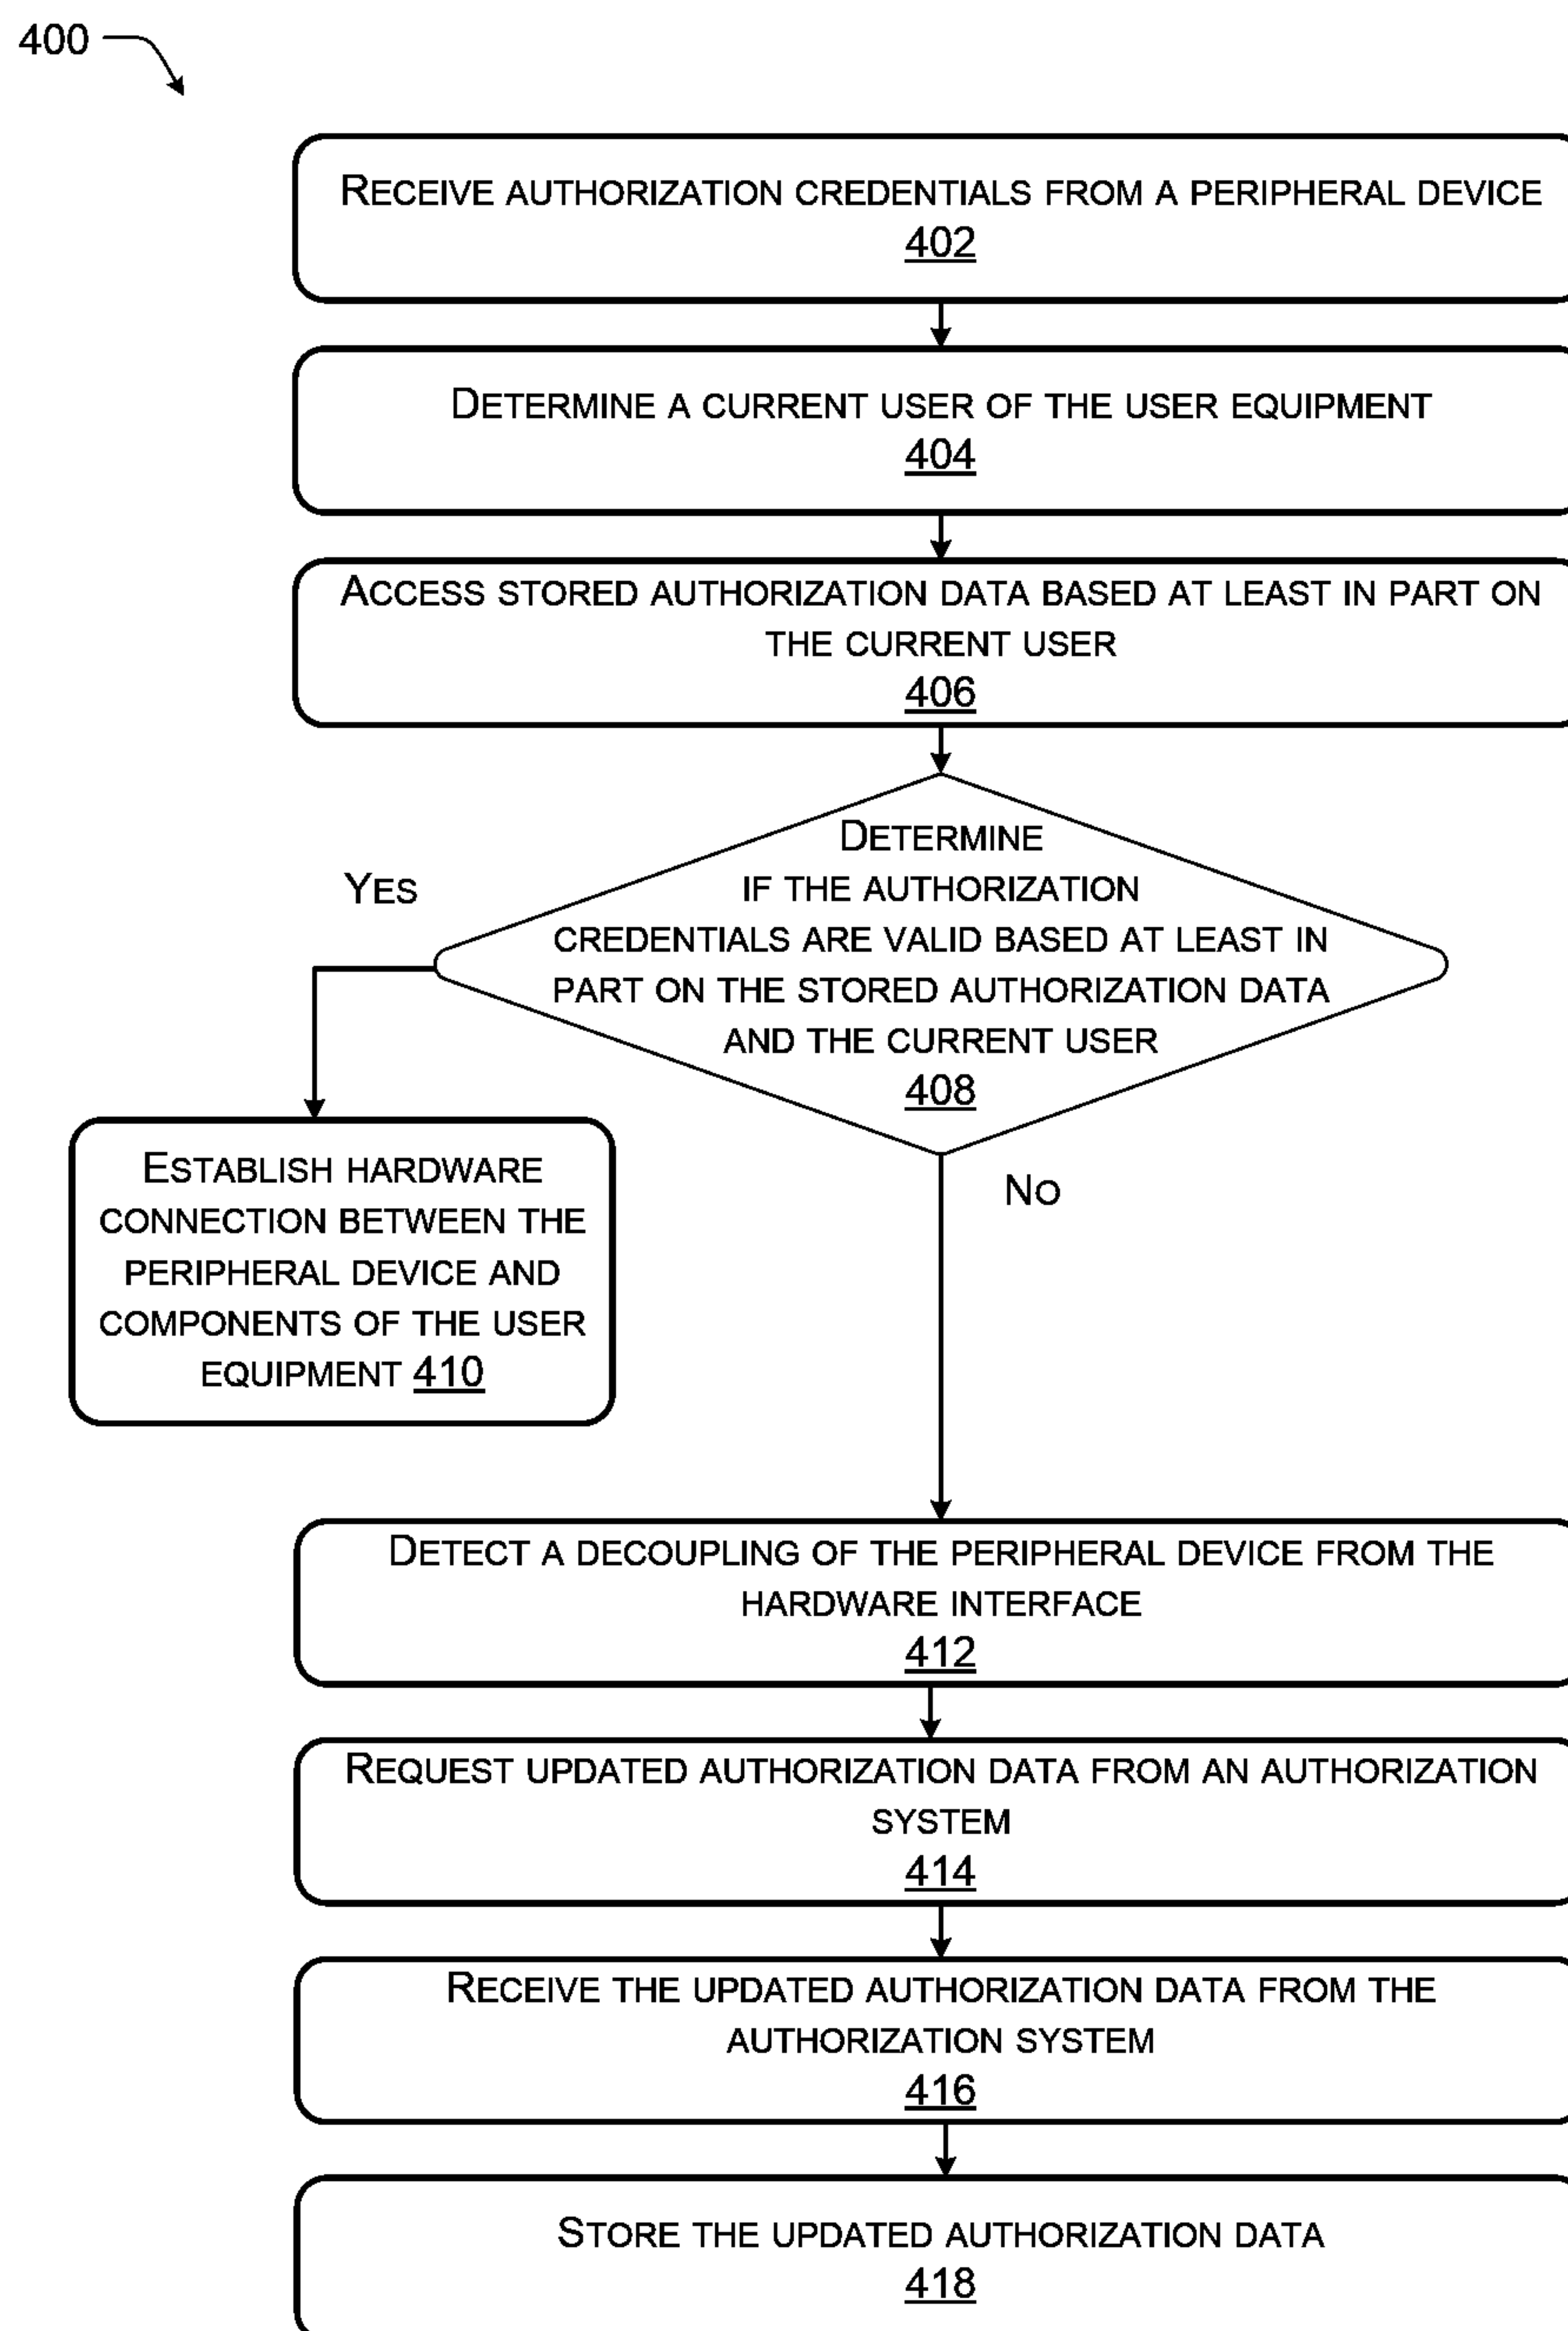 400
RECEIVE AUTHORIZATION CREDENTIALS FROM A PERIPHERAL DEVICE
402
DETERMINE A CURRENT USER OF THE USER EQUIPMENT
404
ACCESS STORED AUTHORIZATION DATA BASED AT LEAST IN PART ON
THE CURRENT USER
406
DETERMINE
IF THE AUTHORIZATION
CREDENTIALS ARE VALID BASED AT LEAST IN
PART ON THE STORED AUTHORIZATION DATA
AND THE CURRENT USER
408
YES
ESTABLISH HARDWARE
CONNECTION BETWEEN THE
PERIPHERAL DEVICE AND
COMPONENTS OF THE USER
EQUIPMENT 410
NO
DETECT A DECOUPLING OF THE PERIPHERAL DEVICE FROM THE
HARDWARE INTERFACE
412
REQUEST UPDATED AUTHORIZATION DATA FROM AN AUTHORIZATION
SYSTEM
414
RECEIVE THE UPDATED AUTHORIZATION DATA FROM THE
AUTHORIZATION SYSTEM
416
STORE THE UPDATED AUTHORIZATION DATA
418